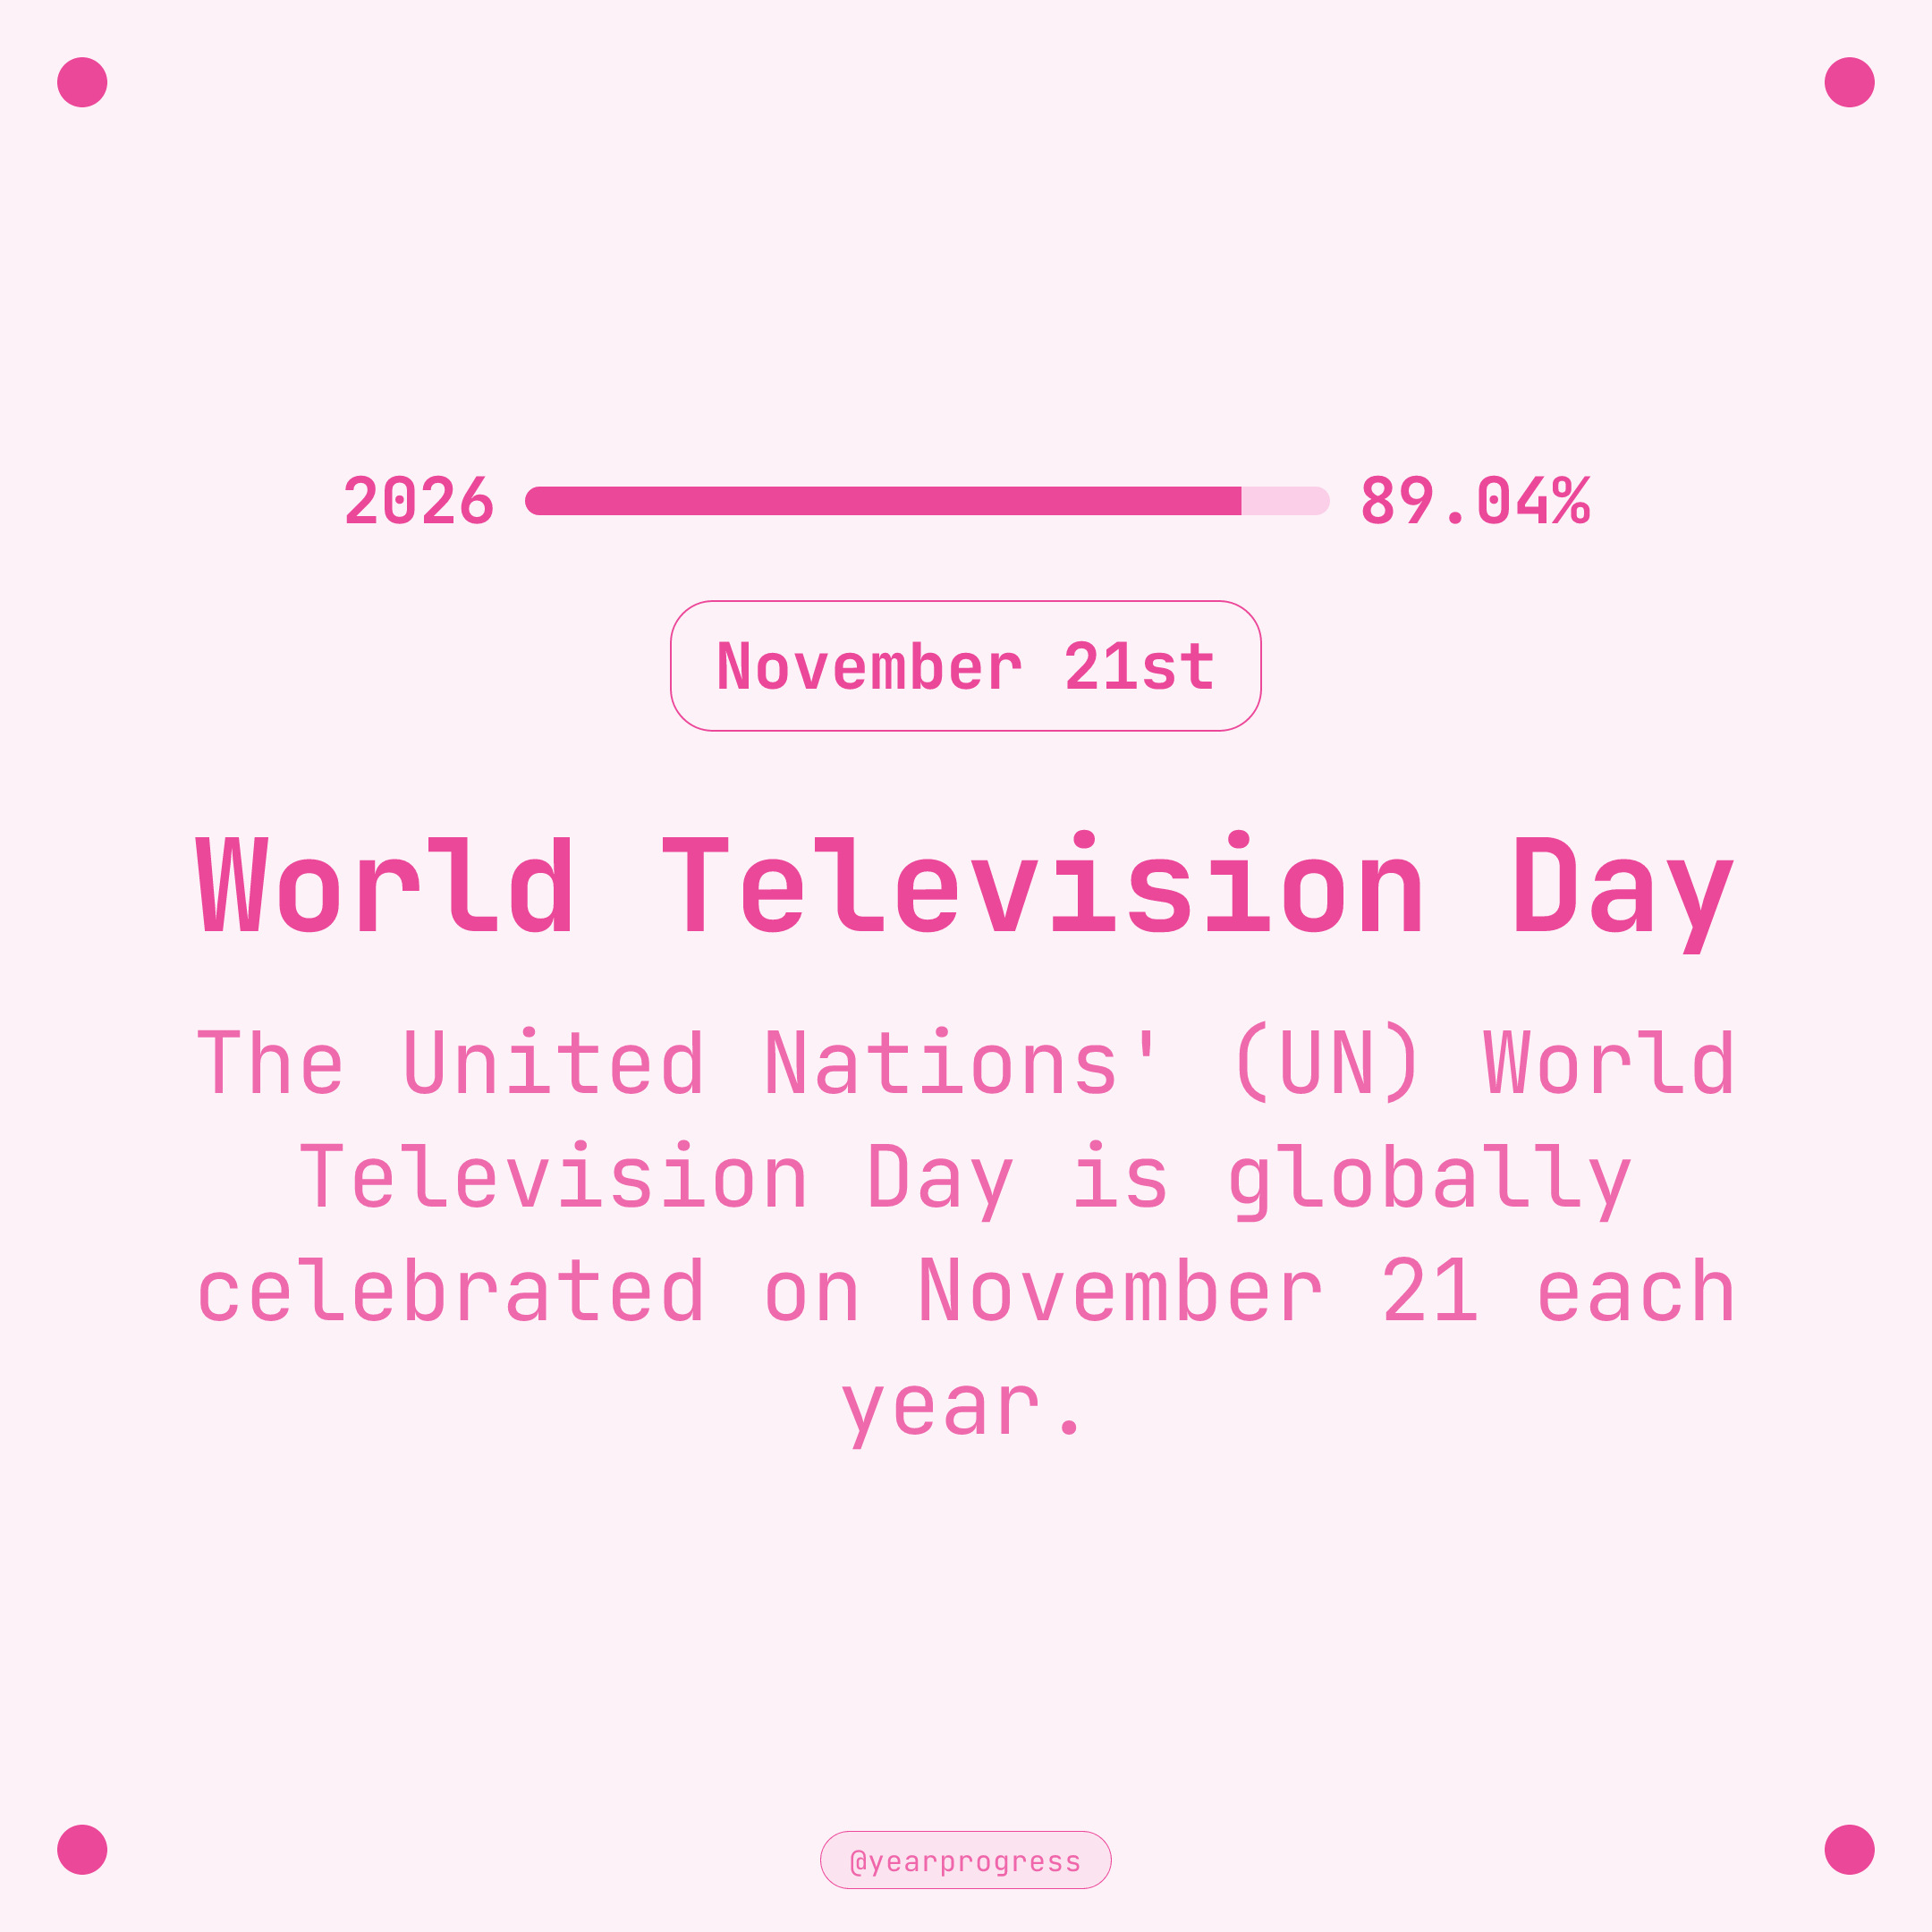 2026 89.04%
November 21st
World Television Day
The United Nations' (UN) World
Television Day is globally
celebrated on November 21 each
year.
@yearprogress